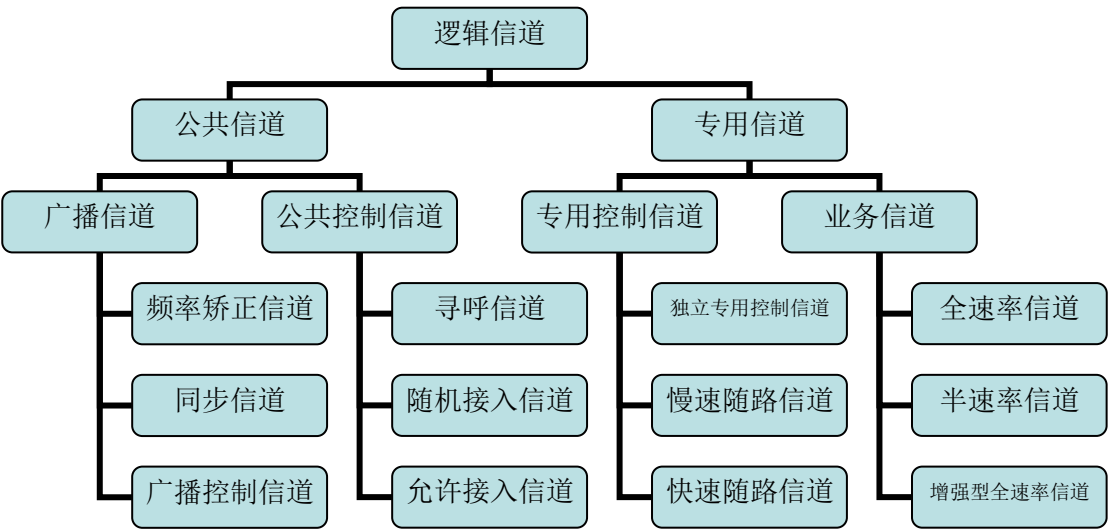 逻辑信道
公共信道
专用信道
广播信道
公共控制信道
专用控制信道
业务信道
频率矫正信道
寻呼信道
独立专用控制信道
全速率信道
同步信道
随机接入信道
慢速随路信道
半速率信道
广播控制信道
允许接入信道
快速随路信道
增强型全速率信道